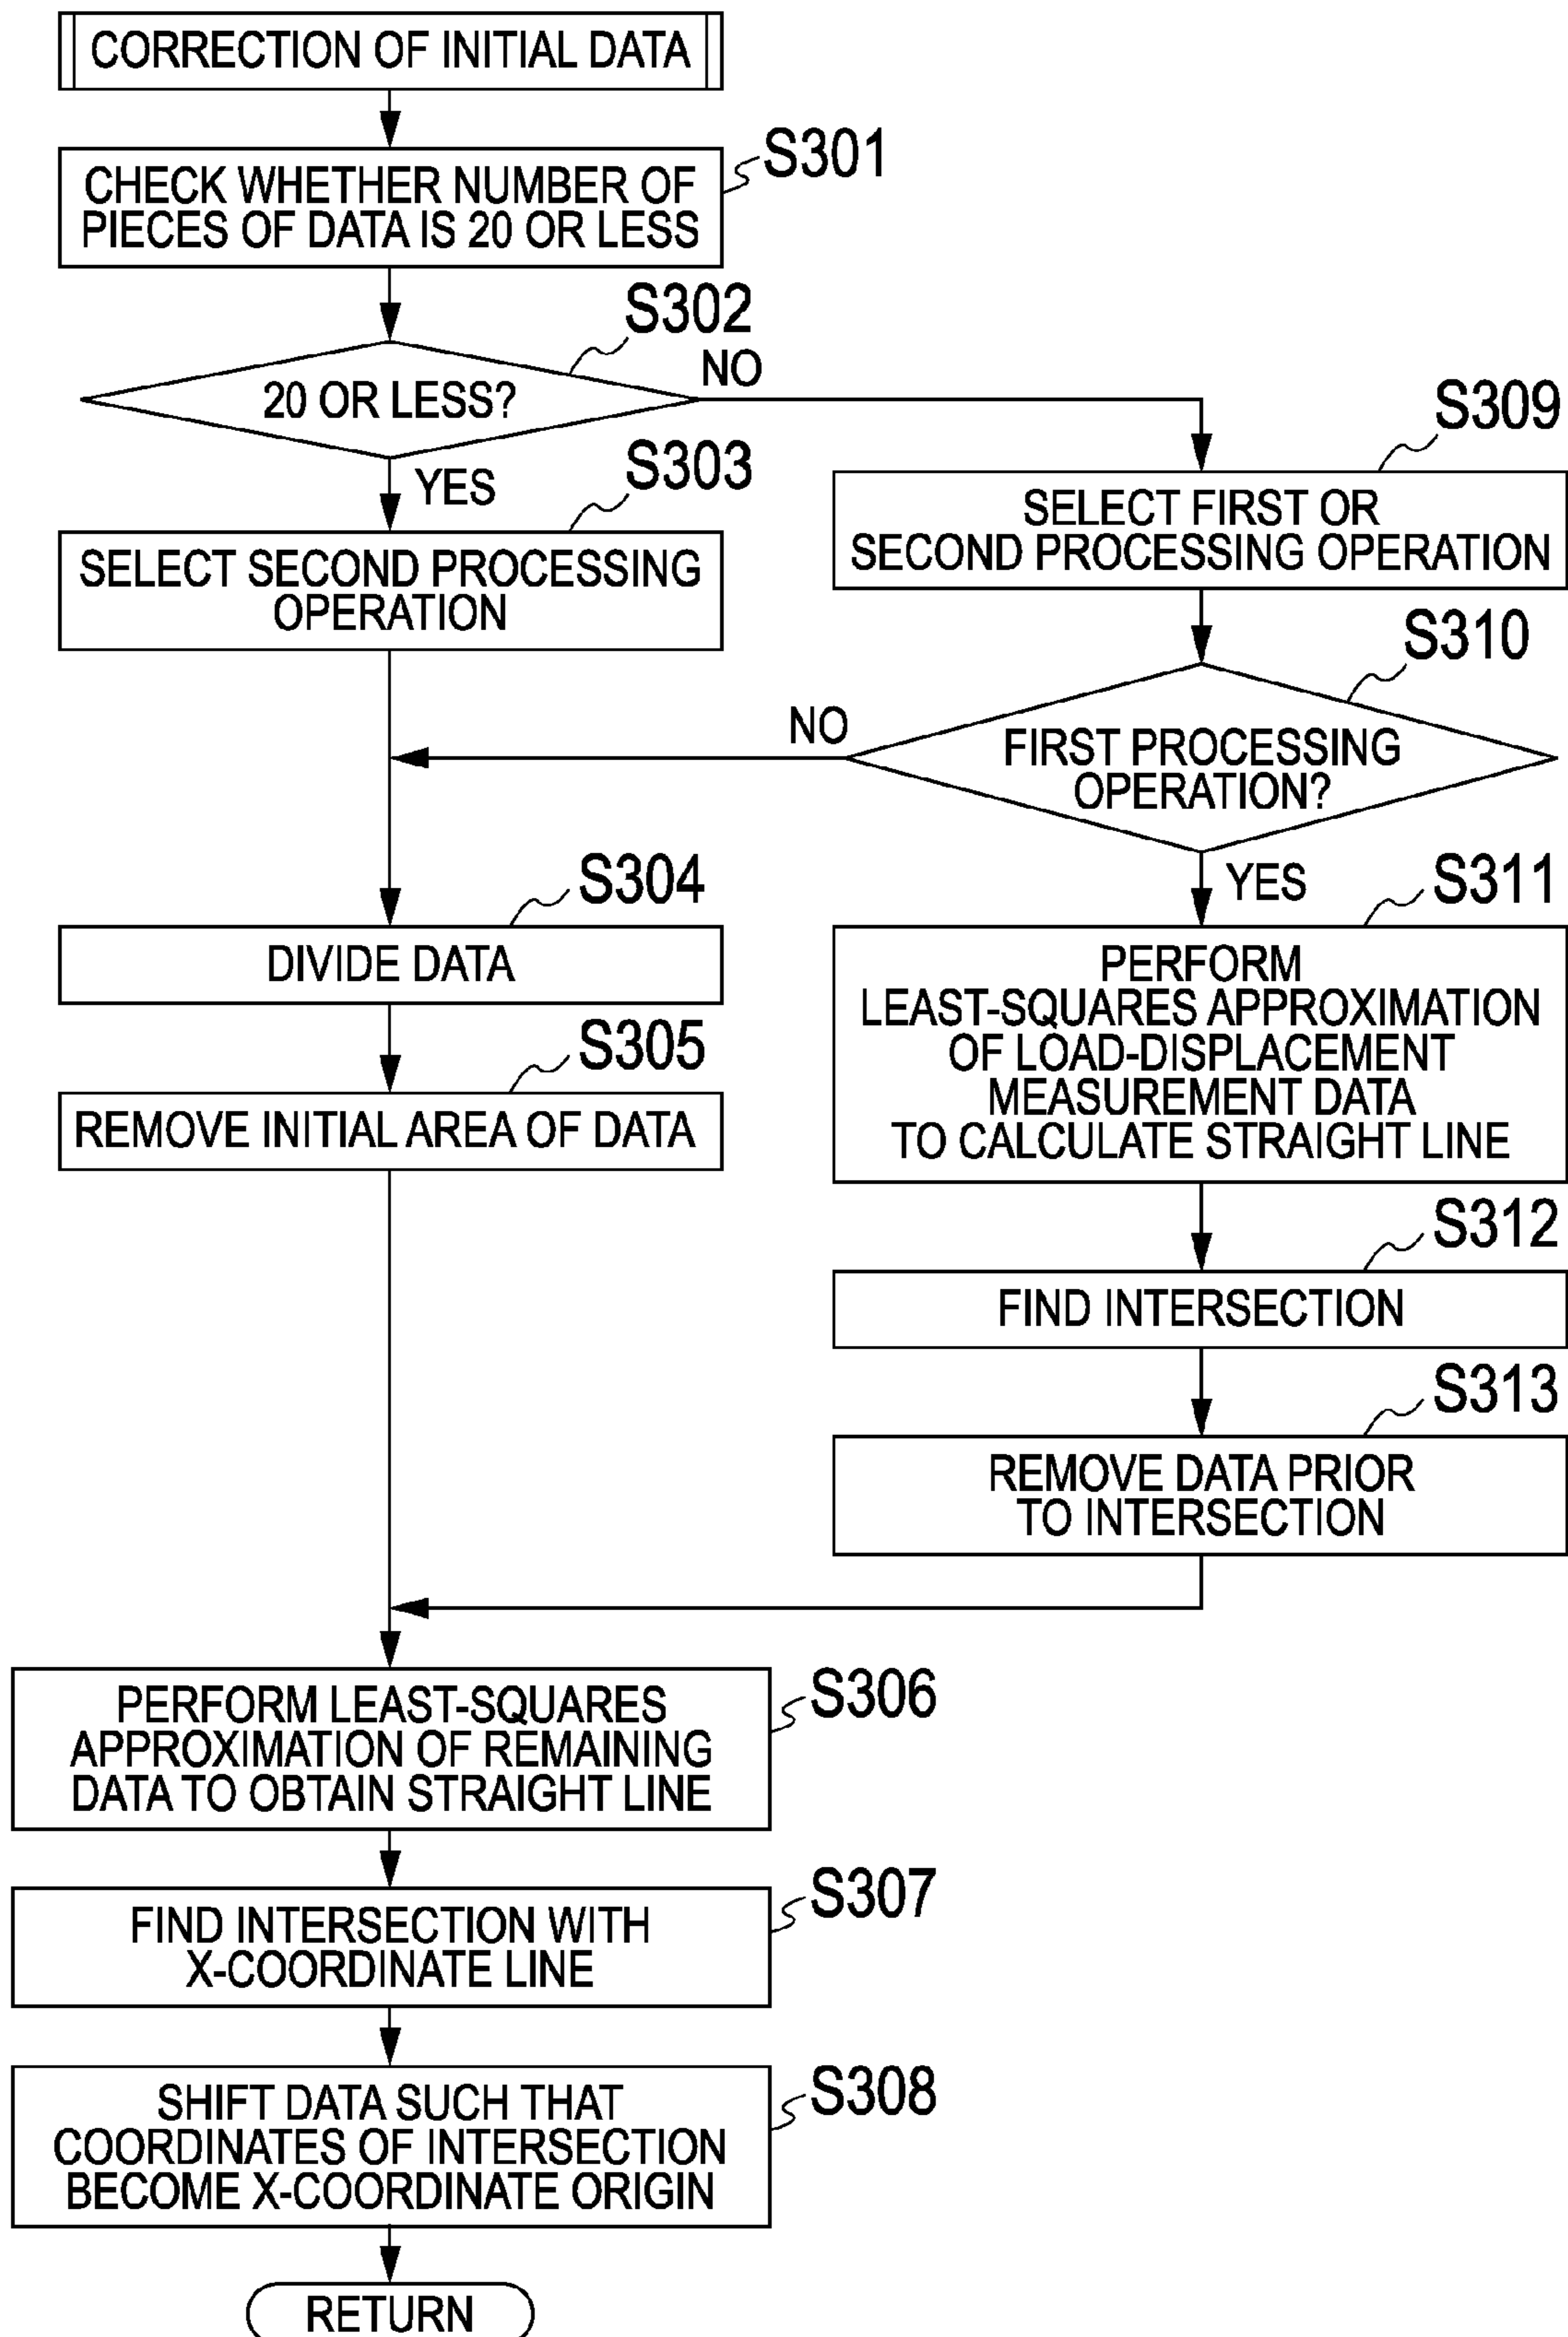 CORRECTION OF INITIAL DATA
S301
CHECK WHETHER NUMBER OF
PIECES OF DATA IS 20 OR LESS
S302
20 OR LESS?
NO
YES
S303
SELECT SECOND PROCESSING
OPERATION
S309
SELECT FIRST OR
SECOND PROCESSING OPERATION
S310
FIRST PROCESSING
OPERATION?
NO
YES
S304
DIVIDE DATA
S305
REMOVE INITIAL AREA OF DATA
S311
PERFORM
LEAST-SQUARES APPROXIMATION
OF LOAD-DISPLACEMENT
MEASUREMENT DATA
TO CALCULATE STRAIGHT LINE
S312
FIND INTERSECTION
S313
REMOVE DATA PRIOR
TO INTERSECTION
S306
PERFORM LEAST-SQUARES
APPROXIMATION OF REMAINING
DATA TO OBTAIN STRAIGHT LINE
S307
FIND INTERSECTION WITH
X-COORDINATE LINE
S308
SHIFT DATA SUCH THAT
COORDINATES OF INTERSECTION
BECOME X-COORDINATE ORIGIN
RETURN